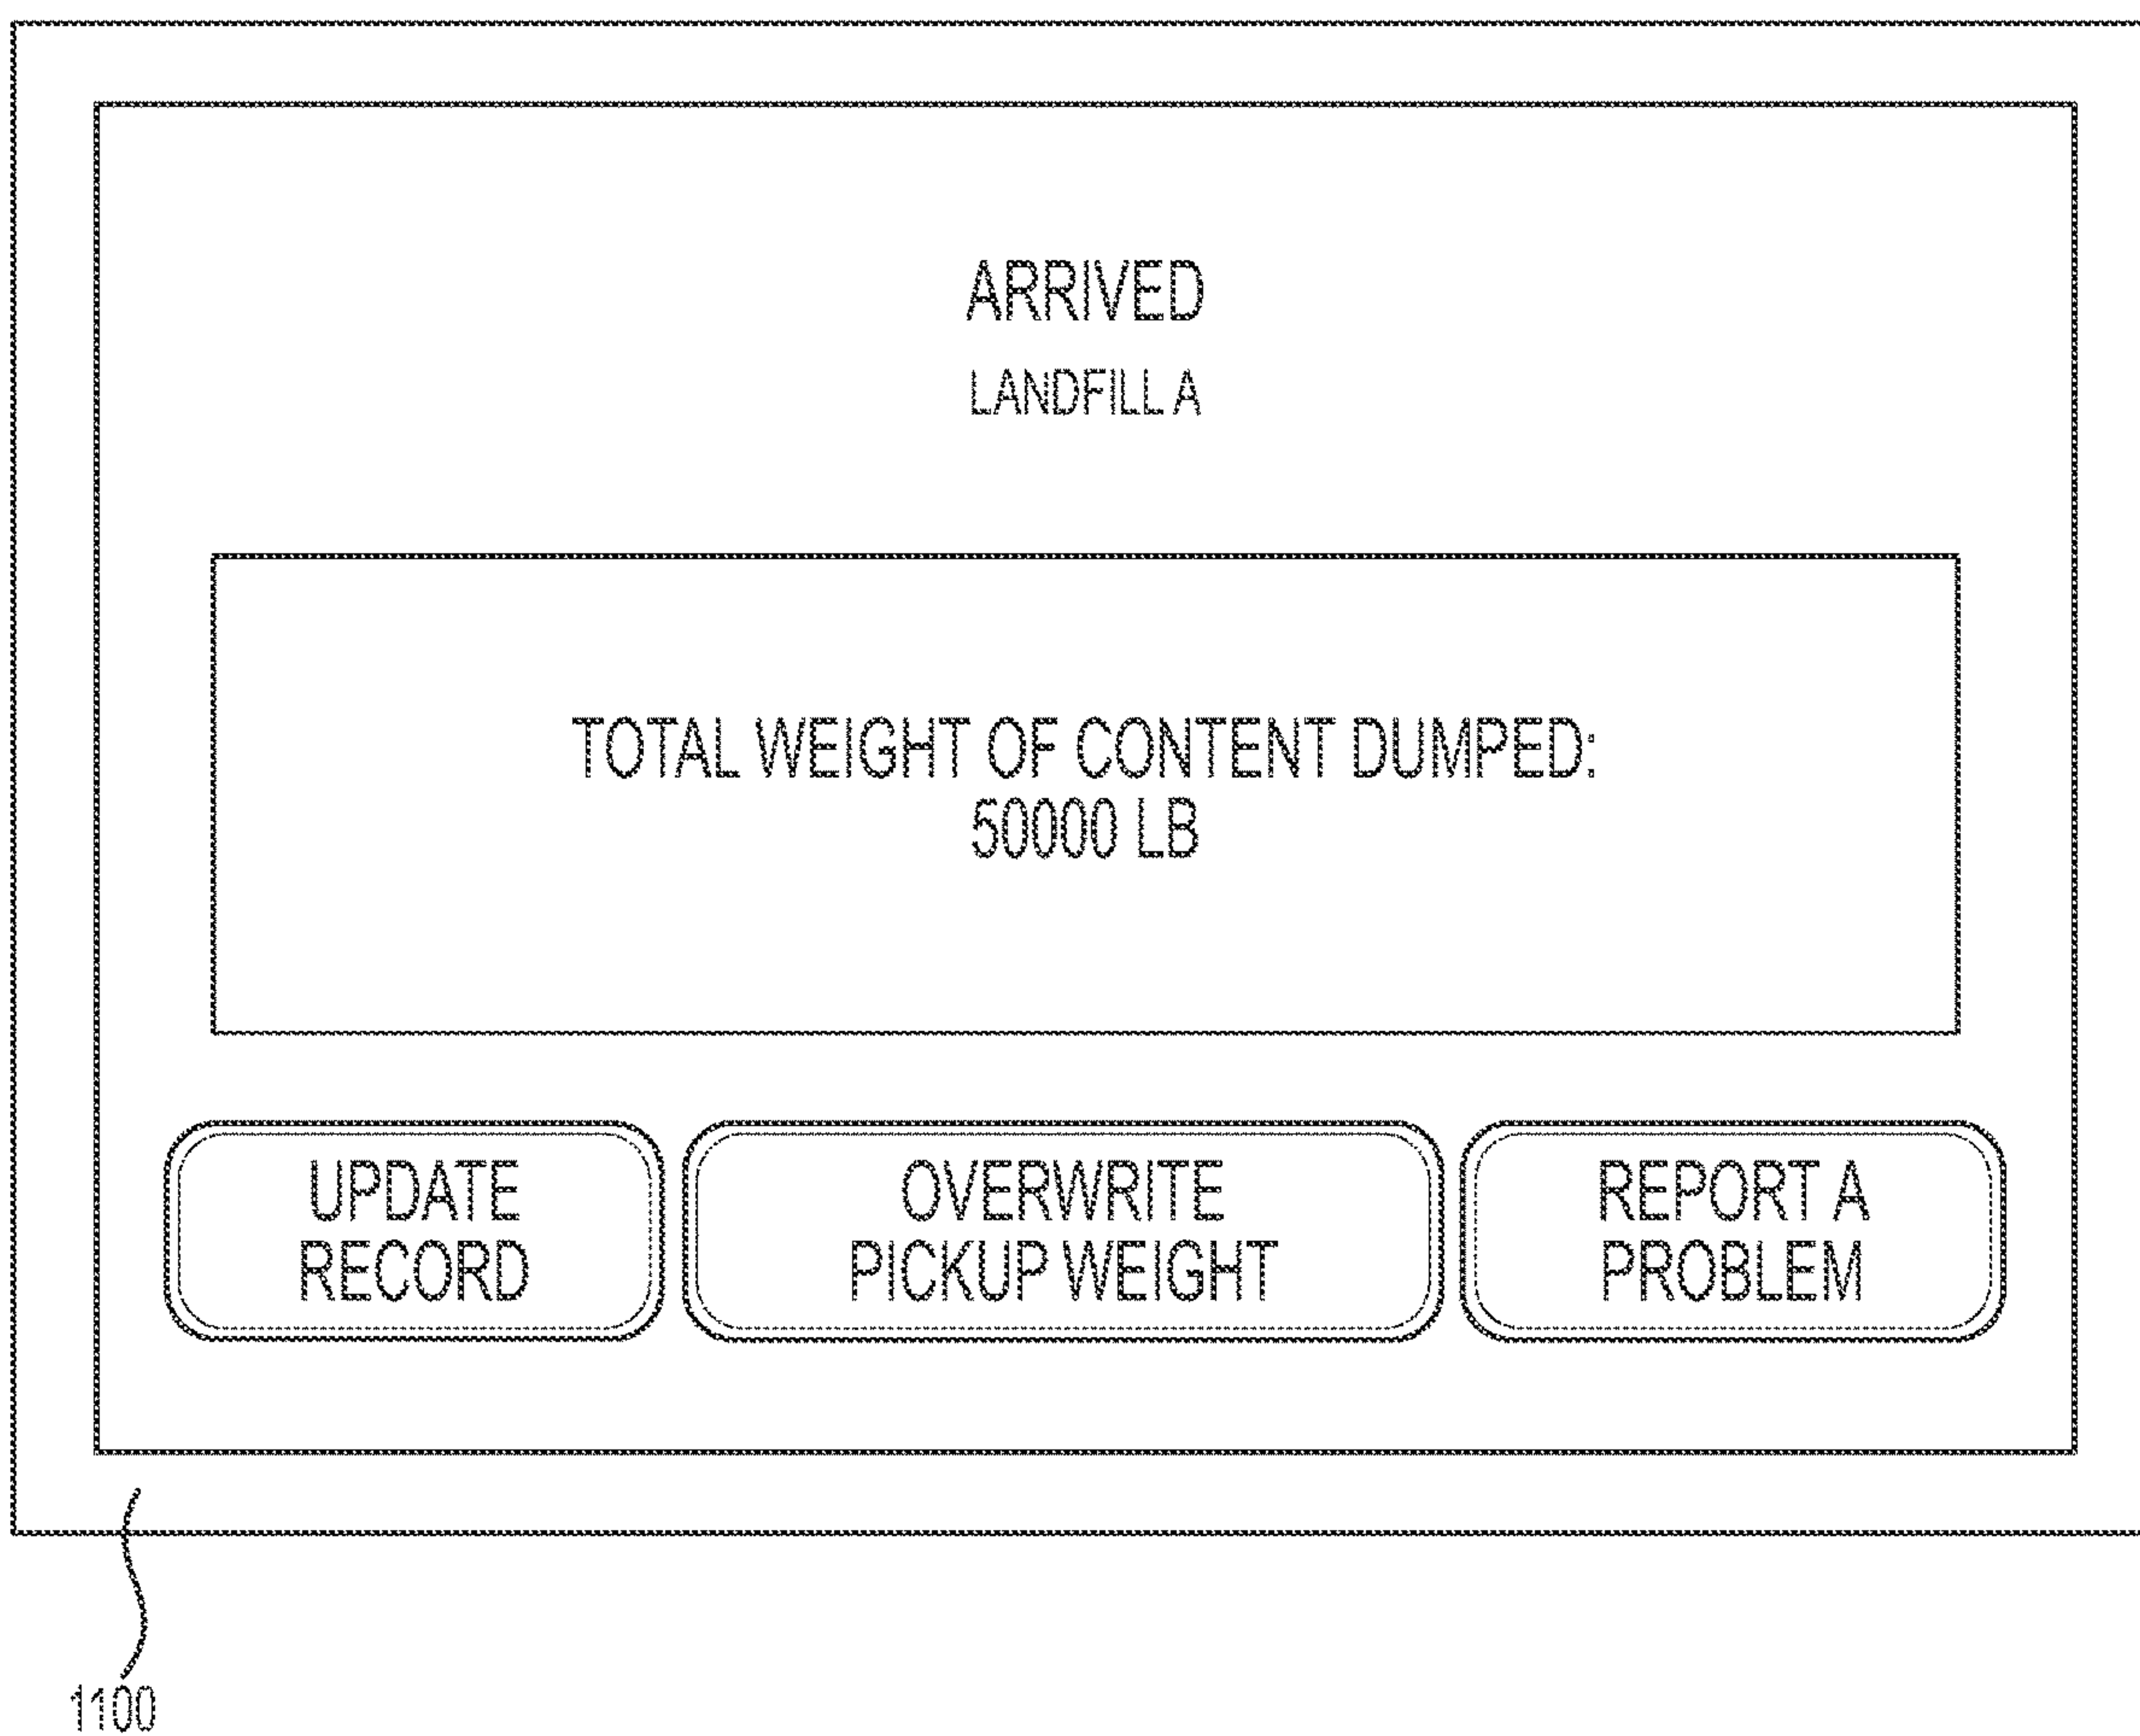 ARRIVED
LANDFILL A
TOTAL WEIGHT OF CONTENT DUMPED:
50000 LB
UPDATE
RECORD
OVERWRITE
PICKUP WEIGHT
REPORT A
PROBLEM
1100